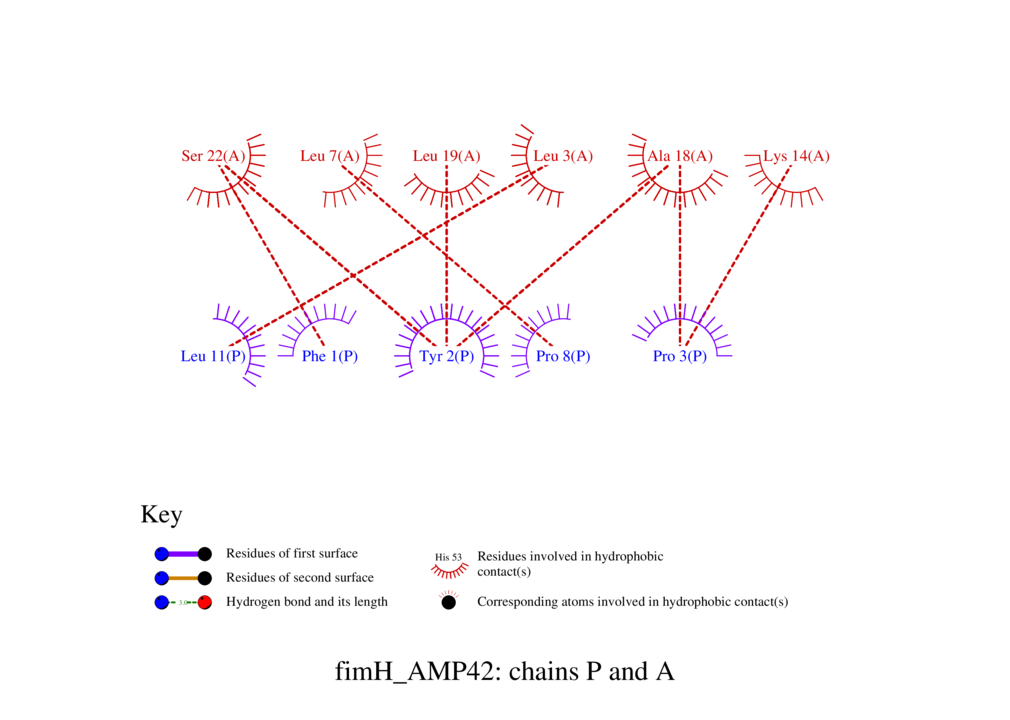 Ser 22(A) Leu 7(A) Leu 19(A) Leu 3(A) Ala 18(A) Lys 14(A)
Leu 11(P) Phe 1(P) Tyr 2(P) Pro 8(P) Pro 3(P)
Key
Residues of first surface
Residues of second surface
3.0
Hydrogen bond and its length
His 53
Residues involved in hydrophobic
contact(s)
Corresponding atoms involved in hydrophobic contact(s)
fimH_AMP42: chains P and A